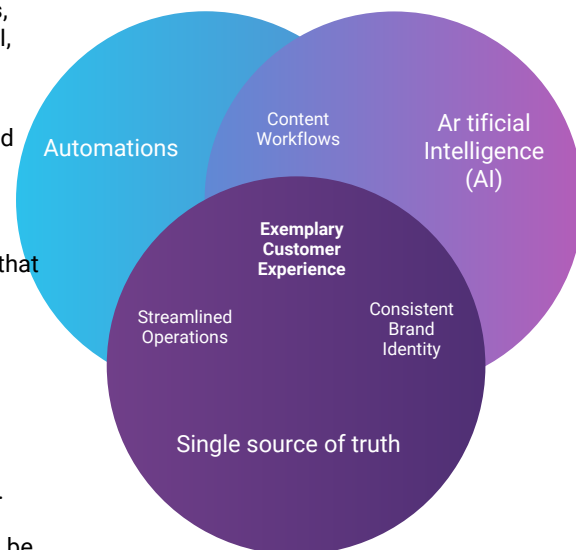 s,
I,
d
that
.
be
Automations
Content
Workflows
Ar tificial
Intelligence
(AI)
Exemplary
Customer
Experience
Streamlined
Operations
Consistent
Brand
Identity
Single source of truth